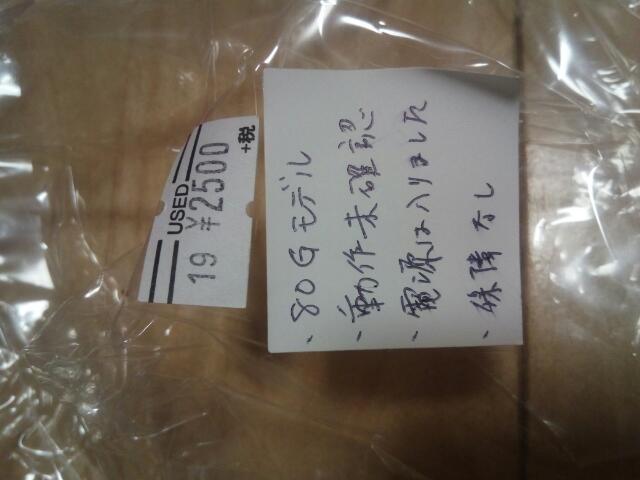 USED
19 ¥2500
+税
・80Gモデル
・動作未確認
・電源は入りました
・保障なし